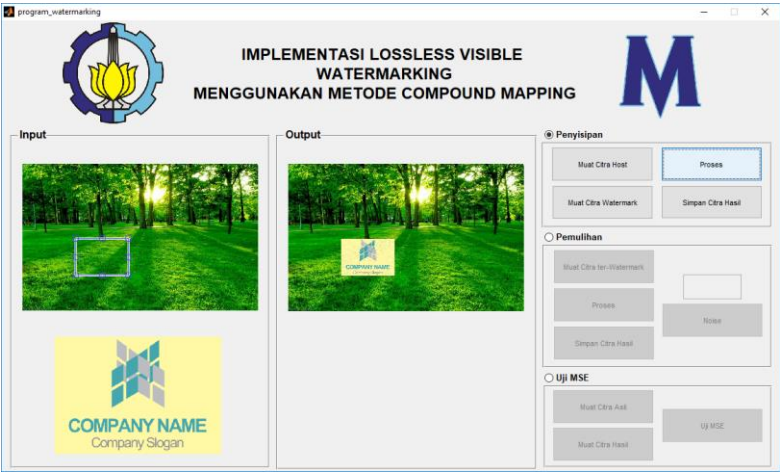 program_watermarking
IMPLEMENTASI LOSSLESS VISIBLE
WATERMARKING
MENGGUNAKAN METODE COMPOUND MAPPING
Input
COMPANY NAME
Company Slogan
Output
COMPANY NAME
Company Slogan
Penyisipan
Muat Citra Host
Proses
Muat Citra Watermark
Simpan Citra Hasil
Pemulihan
Muat Citra ter-Watermark
Proses
Noise
Simpan Citra Hasil
Uji MSE
Muat Citra Asli
Uji MSE
Muat Citra Hasil